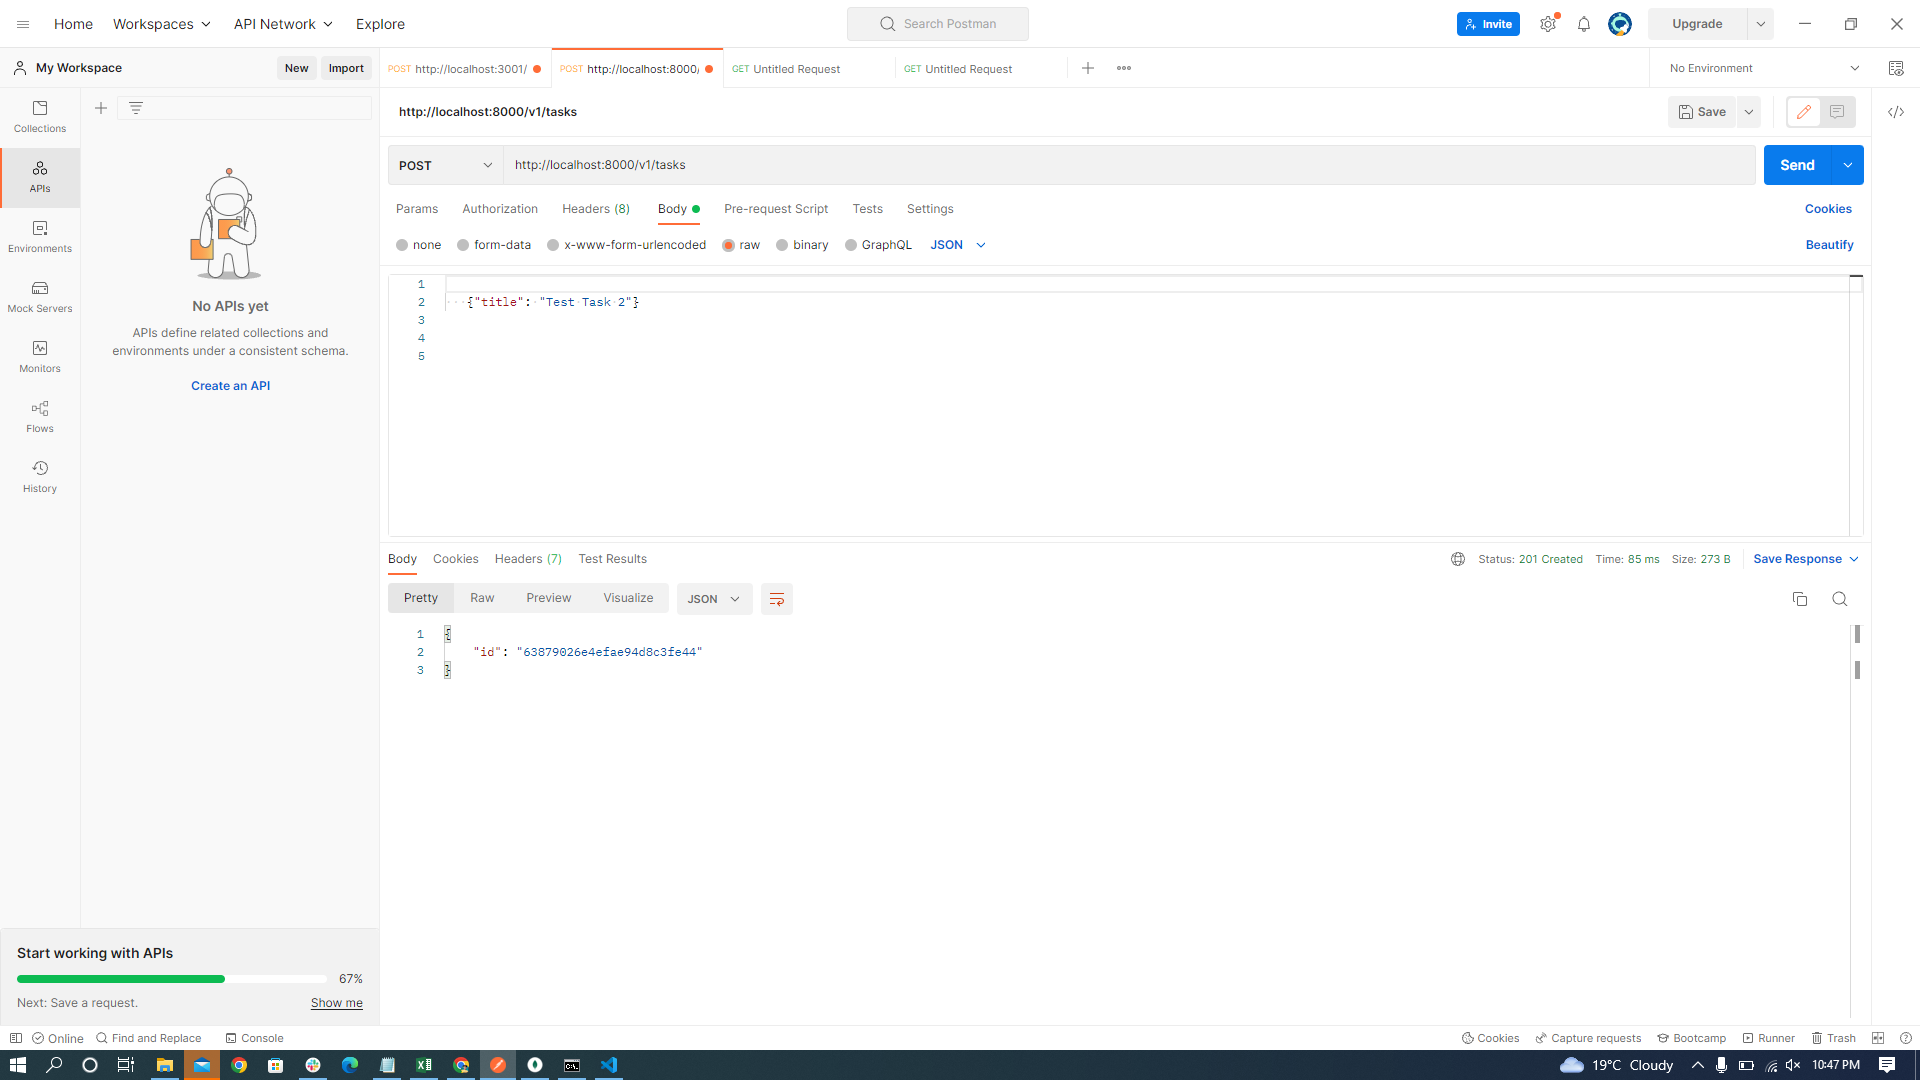 Home Workspaces API Network Explore Search Postman Invite Upgrade
My Workspace New Import POST http://localhost:3001/ POST http://localhost:8000/ GET Untitled Request GET Untitled Request No Environment
Collections
APIs
Environments
Mock Servers
Monitors
Flows
History
No APIs yet
APIs define related collections and
environments under a consistent schema.
Create an API
http://localhost:8000/v1/tasks Save
POST http://localhost:8000/v1/tasks Send
Params Authorization Headers (8) Body Pre-request Script Tests Settings Cookies
none form-data x-www-form-urlencoded raw binary GraphQL JSON Beautify
1
2 {"title": "Test Task 2"}
3
4
5
Body Cookies Headers (7) Test Results Status: 201 Created Time: 85 ms Size: 273 B Save Response
Pretty Raw Preview Visualize JSON
1 {
2 "id": "63879026e4efae94d8c3fe44"
3 }
Start working with APIs
67%
Next: Save a request. Show me
Online Find and Replace Console Cookies Capture requests Bootcamp Runner Trash
19°C Cloudy 10:47 PM